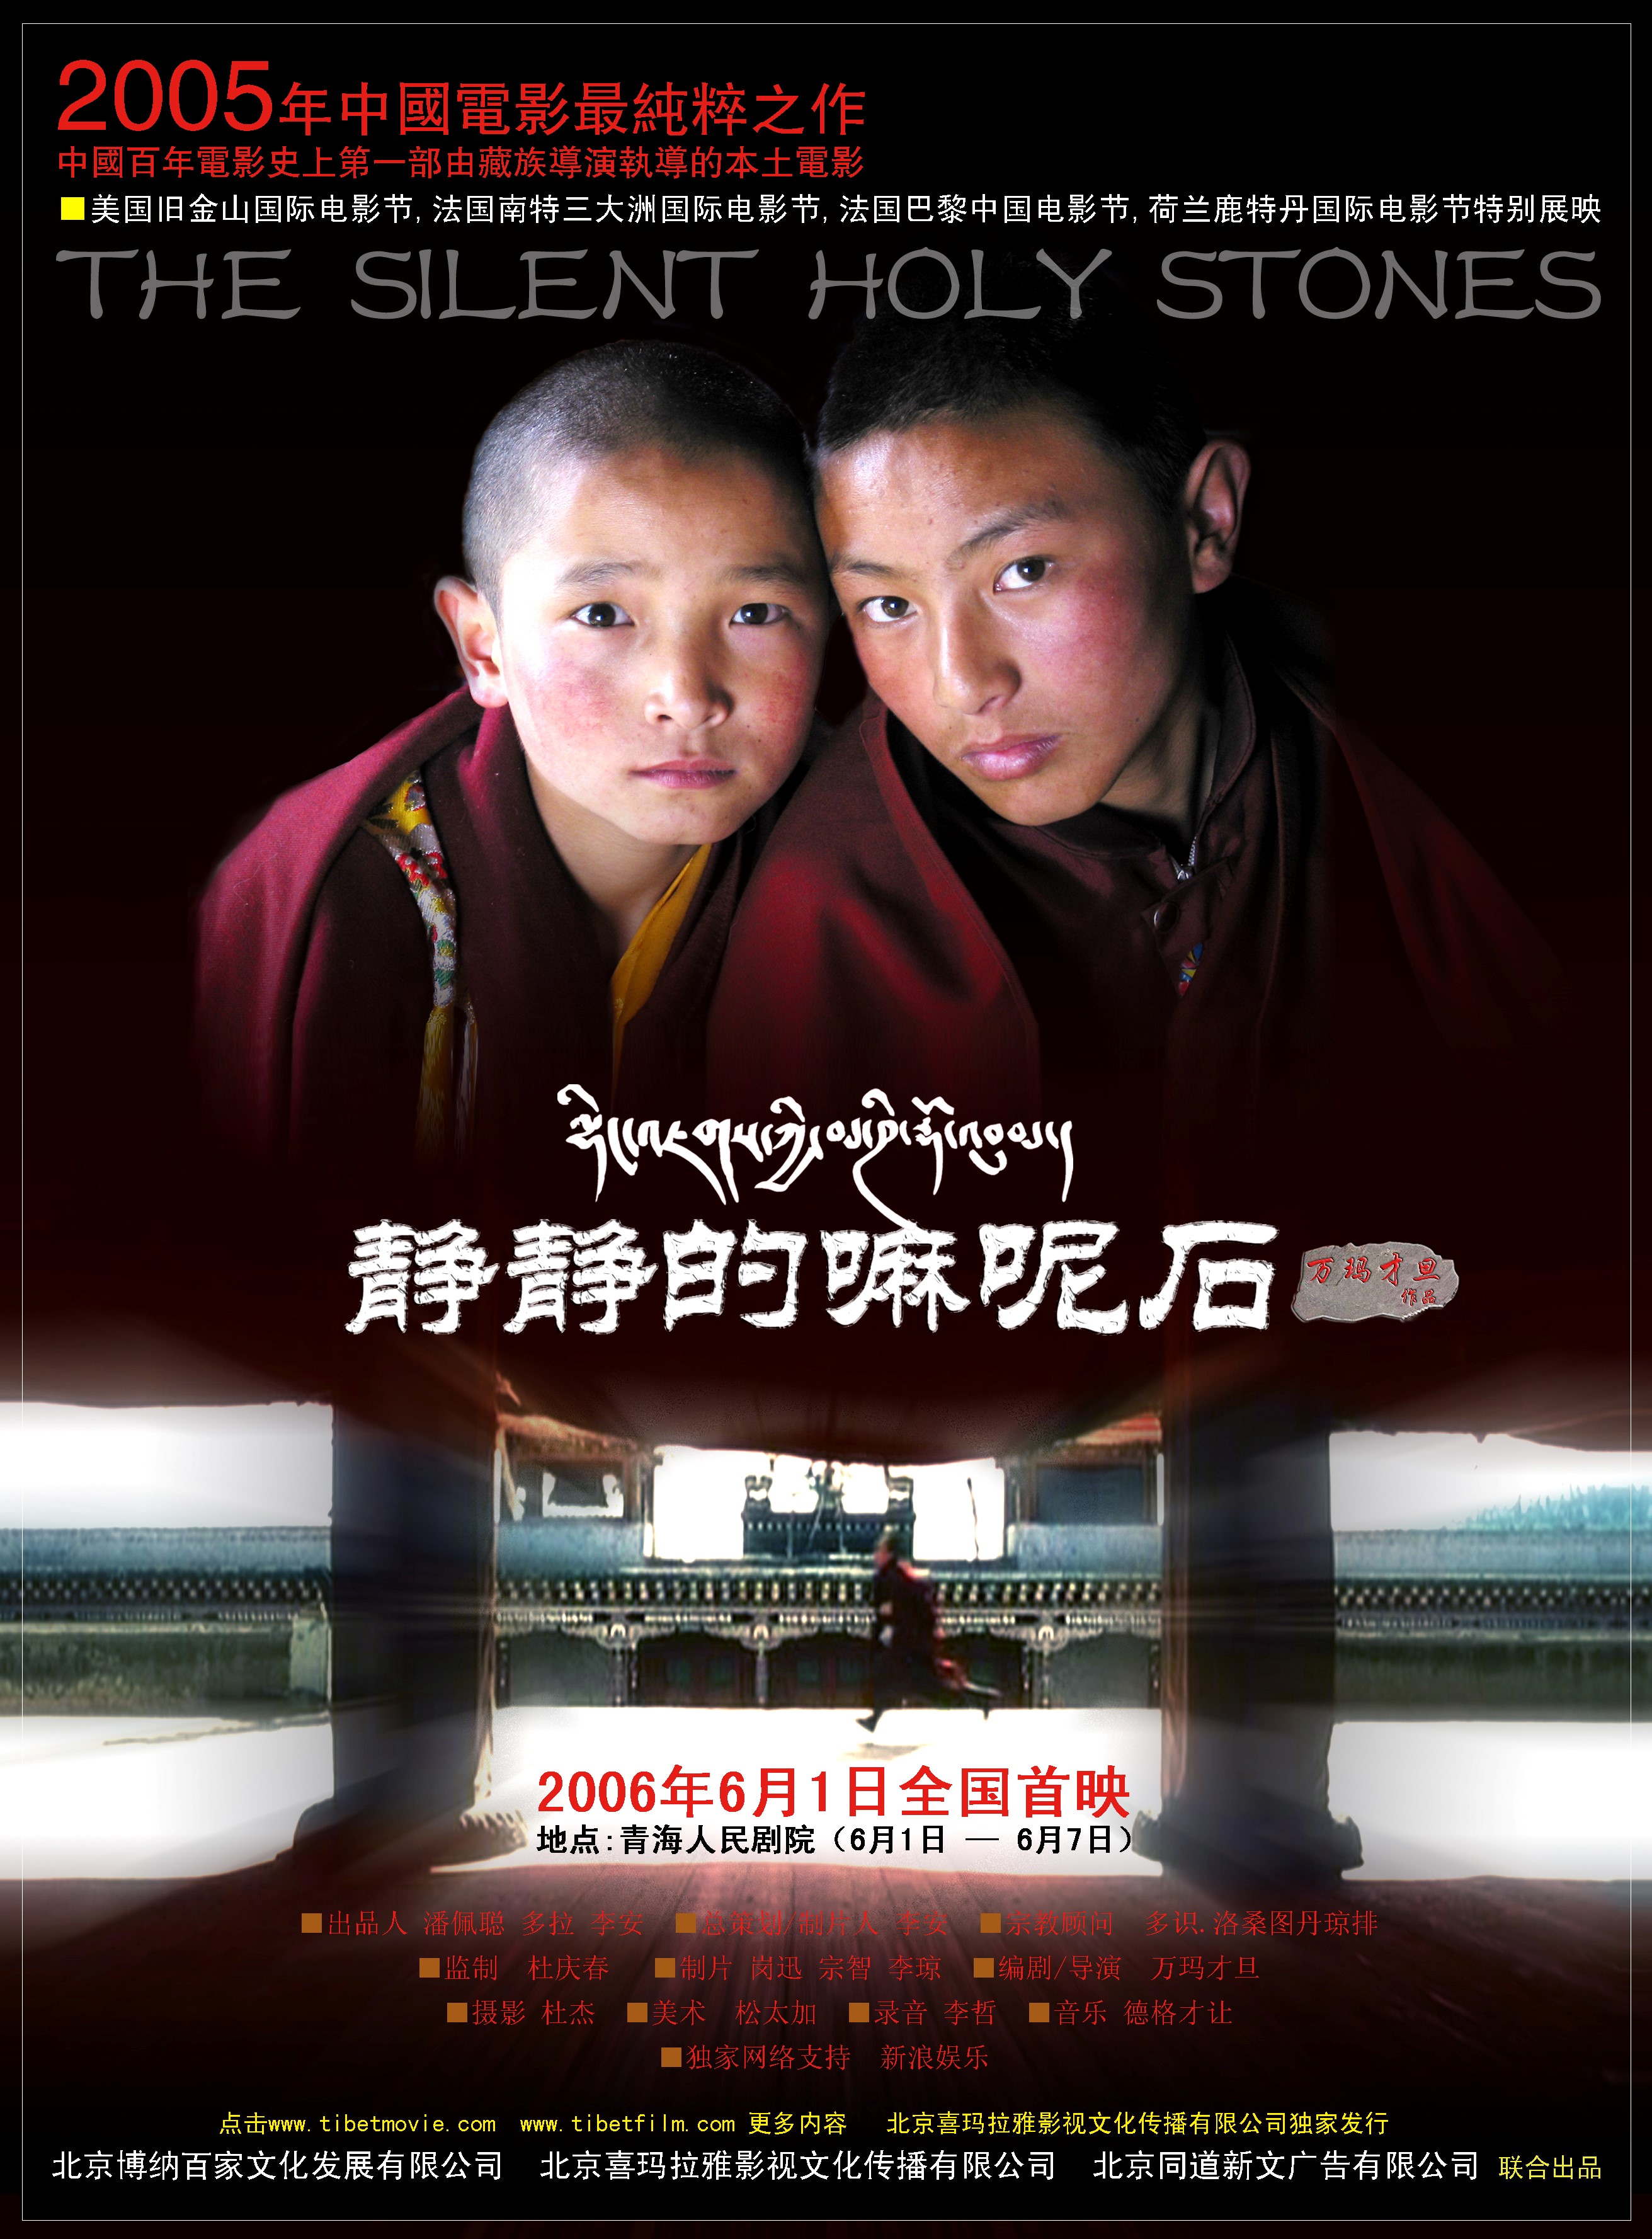 2005年中國電影最純粹之作
中國百年電影史上第一部由藏族導演執導的本土電影
■美国旧金山国际电影节,法国南特三大洲国际电影节,法国巴黎中国电影节,荷兰鹿特丹国际电影节特别展映
THE SILENT HOLY STONES
静静的嘛呢石
万玛才旦
作品
2006年6月1日全国首映
地点:青海人民剧院（6月1日 — 6月7日）
■出品人 潘佩聪 多拉 李安 ■总策划/制片人 李安 ■宗教顾问 多识.洛桑图丹琼排
■监制 杜庆春 ■制片 岗迅 宗智 李琼 ■编剧/导演 万玛才旦
■摄影 杜杰 ■美术 松太加 ■录音 李哲 ■音乐 德格才让
■独家网络支持 新浪娱乐
点击www.tibetmovie.com www.tibetfilm.com 更多内容 北京喜玛拉雅影视文化传播有限公司独家发行
北京博纳百家文化发展有限公司 北京喜玛拉雅影视文化传播有限公司 北京同道新文广告有限公司 联合出品